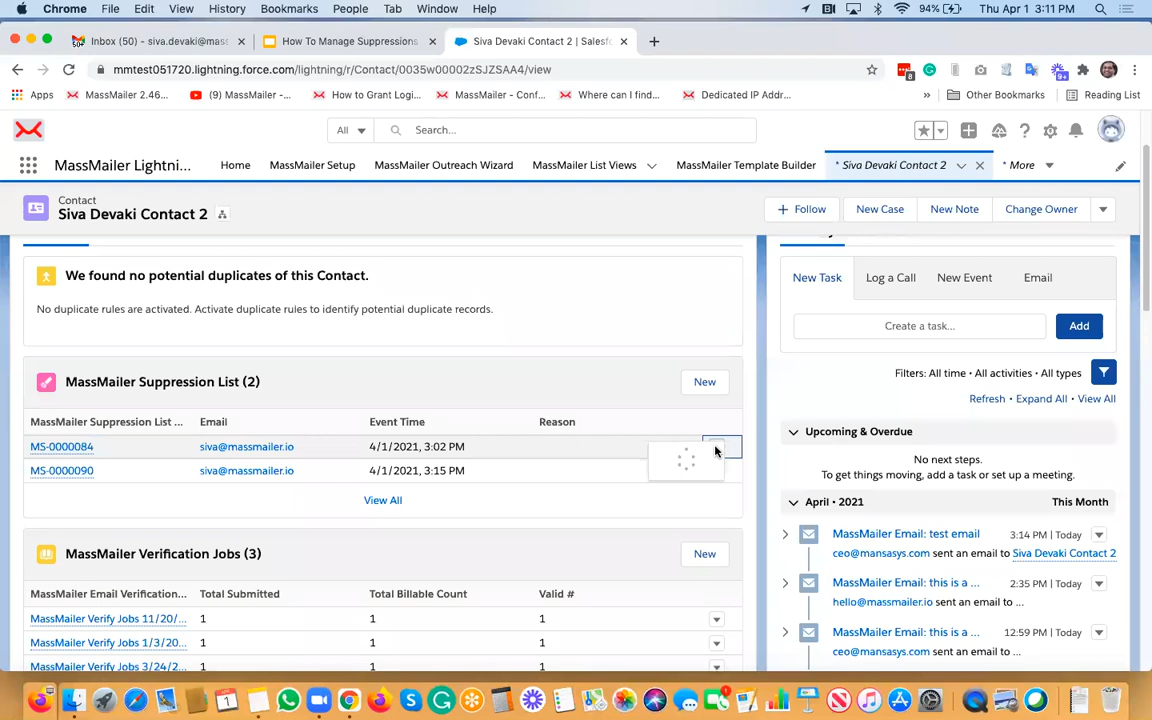 Chrome File Edit View History Bookmarks People Tab Window Help 94% Thu Apr 1 3:11 PM
Inbox (50) - siva.devaki@mass How To Manage Suppressions Siva Devaki Contact 2 | Salesfo
mmtest051720.lightning.force.com/lightning/r/Contact/0035w00002zSJZSAA4/view
Apps MassMailer 2.46... (9) MassMailer -... How to Grant Logi... MassMailer - Conf... Where can I find... Dedicated IP Addr... » Other Bookmarks Reading List
All Search...
MassMailer Lightni... Home MassMailer Setup MassMailer Outreach Wizard MassMailer List Views MassMailer Template Builder * Siva Devaki Contact 2 * More
Contact
Siva Devaki Contact 2
+ Follow New Case New Note Change Owner
We found no potential duplicates of this Contact.
No duplicate rules are activated. Activate duplicate rules to identify potential duplicate records.
MassMailer Suppression List (2) New
MassMailer Suppression List ... Email Event Time Reason
MS-0000084 siva@massmailer.io 4/1/2021, 3:02 PM
MS-0000090 siva@massmailer.io 4/1/2021, 3:15 PM
View All
MassMailer Verification Jobs (3) New
MassMailer Email Verification... Total Submitted Total Billable Count Valid #
MassMailer Verify Jobs 11/20/... 1 1 1
MassMailer Verify Jobs 1/3/20... 1 1 1
MassMailer Verify Jobs 3/24/2... 1 1 1
New Task Log a Call New Event Email
Create a task... Add
Filters: All time • All activities • All types
Refresh • Expand All • View All
Upcoming & Overdue
No next steps.
To get things moving, add a task or set up a meeting.
April • 2021 This Month
MassMailer Email: test email 3:14 PM | Today
ceo@mansasys.com sent an email to Siva Devaki Contact 2
MassMailer Email: this is a ... 2:35 PM | Today
hello@massmailer.io sent an email to ...
MassMailer Email: this is a ... 12:59 PM | Today
ceo@mansasys.com sent an email to ...